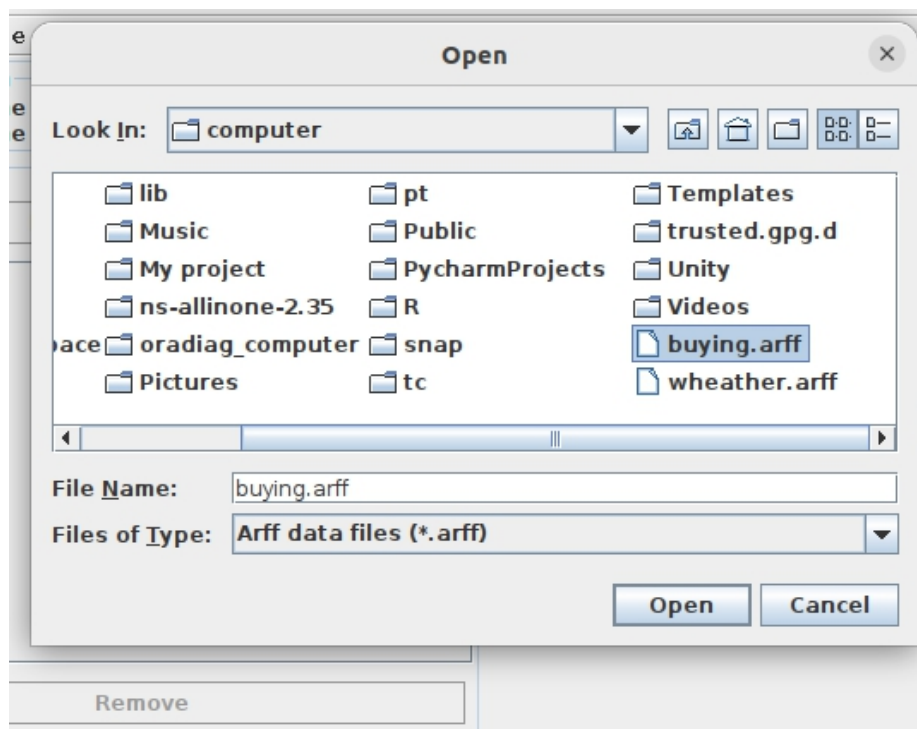 e
Open
e
e
Look In: computer
lib pt Templates
Music Public trusted.gpg.d
My project PycharmProjects Unity
ns-allinone-2.35 R Videos
oradiag_computer snap buying.arff
Pictures tc wheather.arff
File Name: buying.arff
Files of Type: Arff data files (*.arff)
Open Cancel
Remove